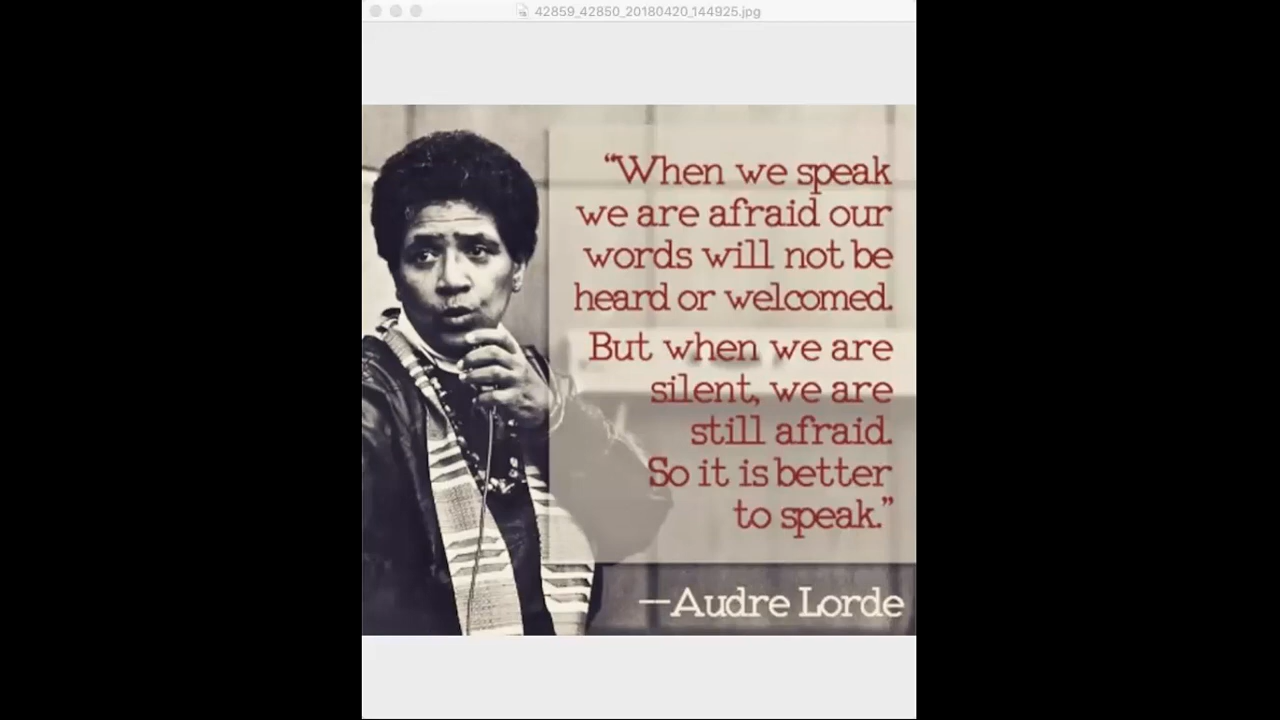 42859_42850_20180420_144925.jpg
“When we speak
we are afraid our
words will not be
heard or welcomed.
But when we are
silent, we are
still afraid.
So it is better
to speak.”
—Audre Lorde